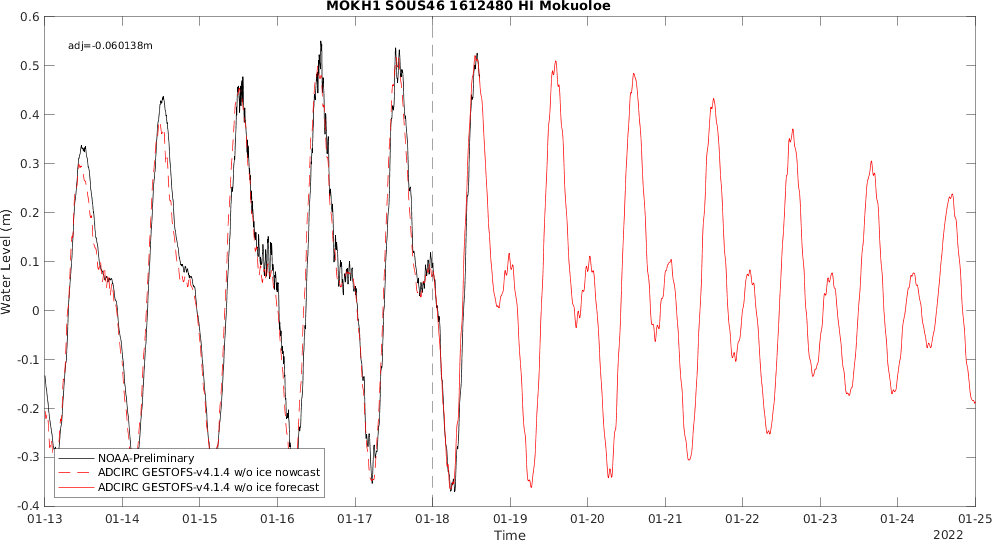 MOKH1 SOUS46 1612480 HI Mokuoloe
adj=-0.060138m
Water Level (m)
0.6
0.5
0.4
0.3
0.2
0.1
0
-0.1
-0.2
-0.3
-0.4
NOAA-Preliminary
ADCIRC GESTOFS-v4.1.4 w/o ice nowcast
ADCIRC GESTOFS-v4.1.4 w/o ice forecast
01-13 01-14 01-15 01-16 01-17 01-18 01-19 01-20 01-21 01-22 01-23 01-24 01-25
Time
2022